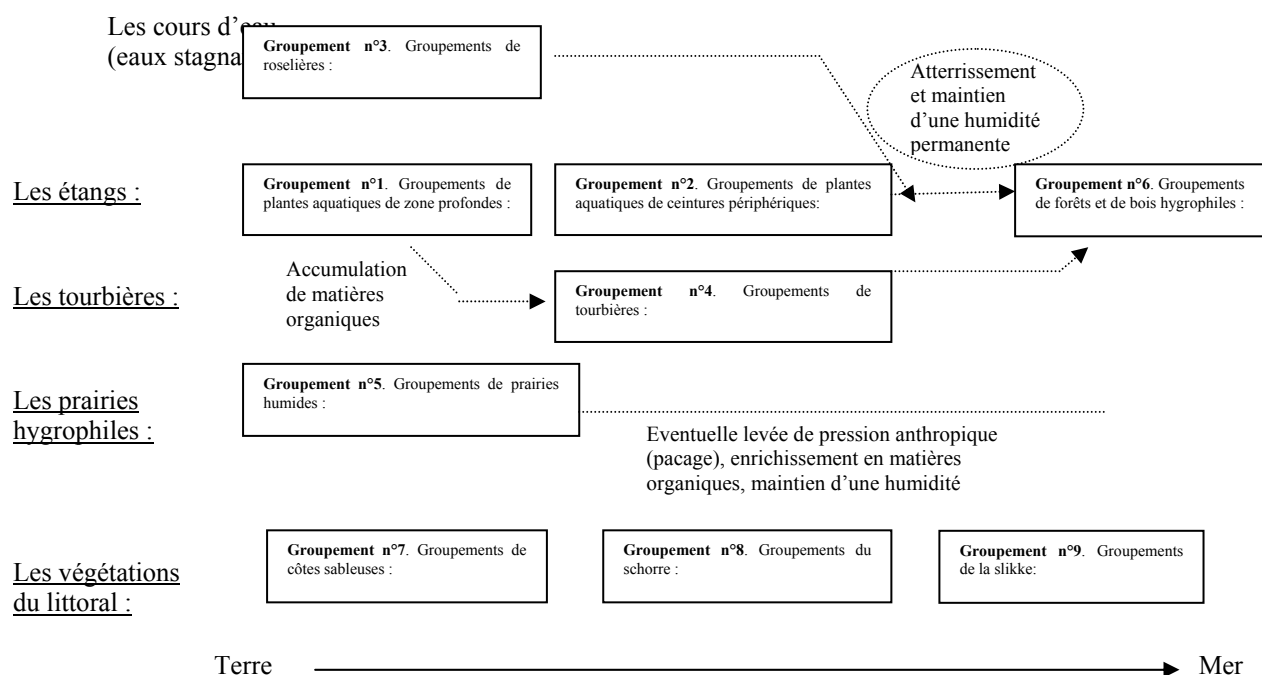 Les cours d'eau
(eaux stagna
Groupement n°3. Groupements de
roselières :
Atterrissement
et maintien
d'une humidité
permanente
Les étangs :
Groupement n°1. Groupements de
plantes aquatiques de zone profondes :
Groupement n°2. Groupements de plantes
aquatiques de ceintures périphériques:
Groupement n°6. Groupements
de forêts et de bois hygrophiles :
Accumulation
de matières
organiques
Les tourbières :
Groupement n°4. Groupements de
tourbières :
Les prairies
hygrophiles :
Groupement n°5. Groupements de prairies
humides :
Eventuelle levée de pression anthropique
(pacage), enrichissement en matières
organiques, maintien d'une humidité
Les végétations
du littoral :
Groupement n°7. Groupements de
côtes sableuses :
Groupement n°8. Groupements du
schorre :
Groupement n°9. Groupements
de la slikke:
Terre
Mer